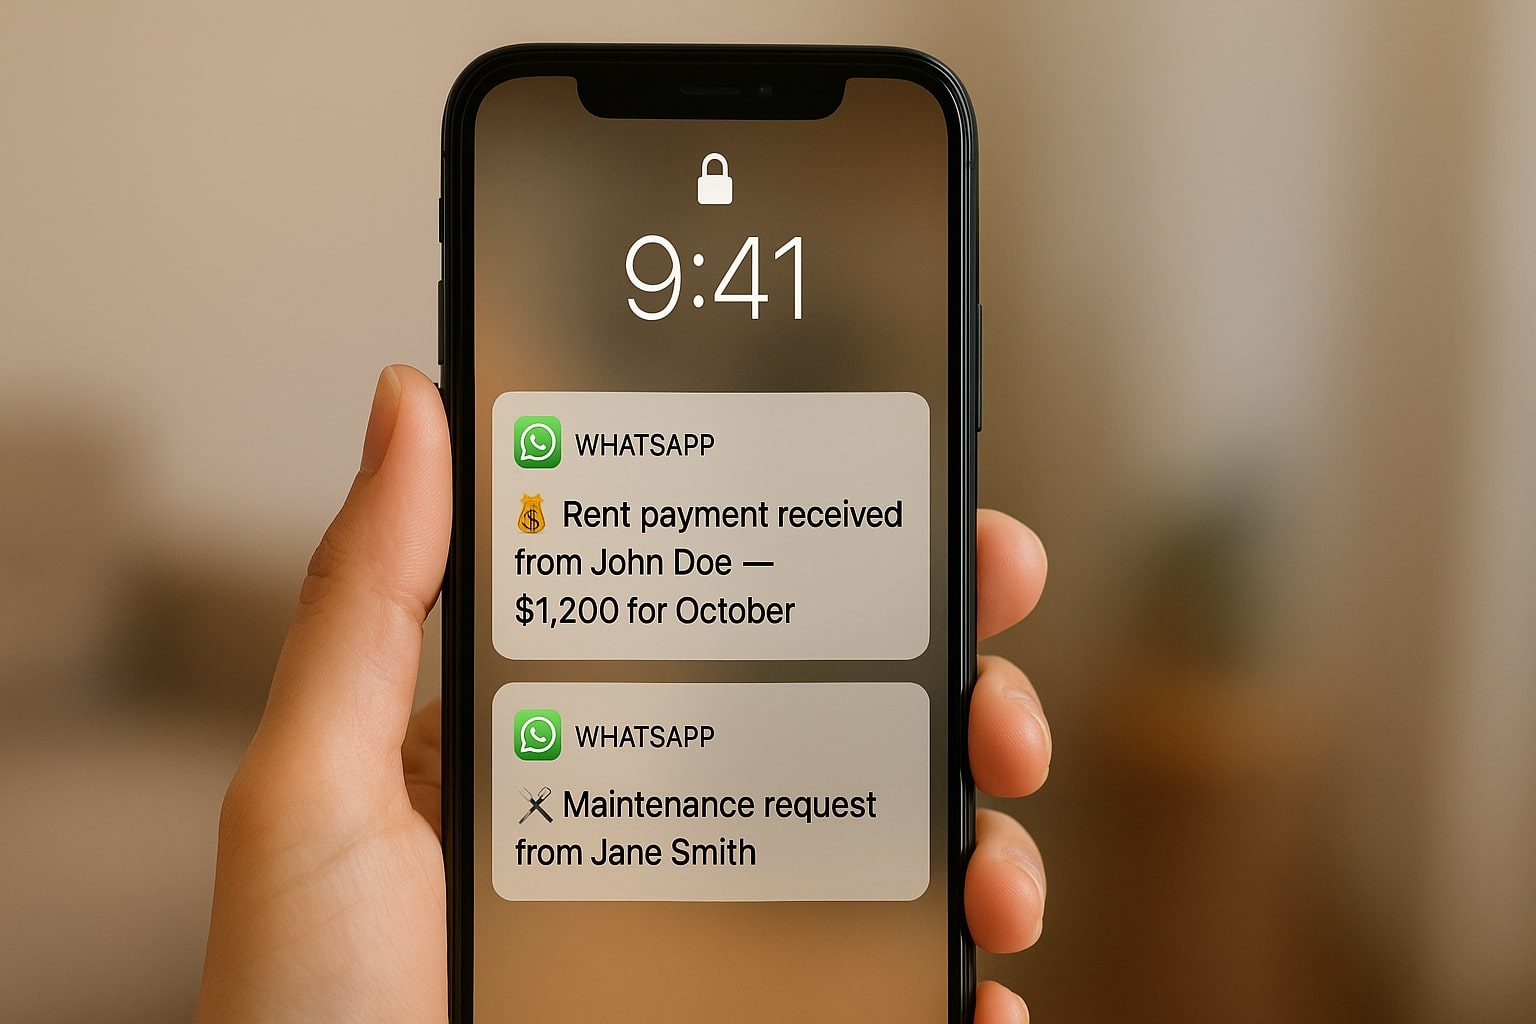 9:41
WHATSAPP
💰 Rent payment received
from John Doe —
$1,200 for October
WHATSAPP
Maintenance request
from Jane Smith